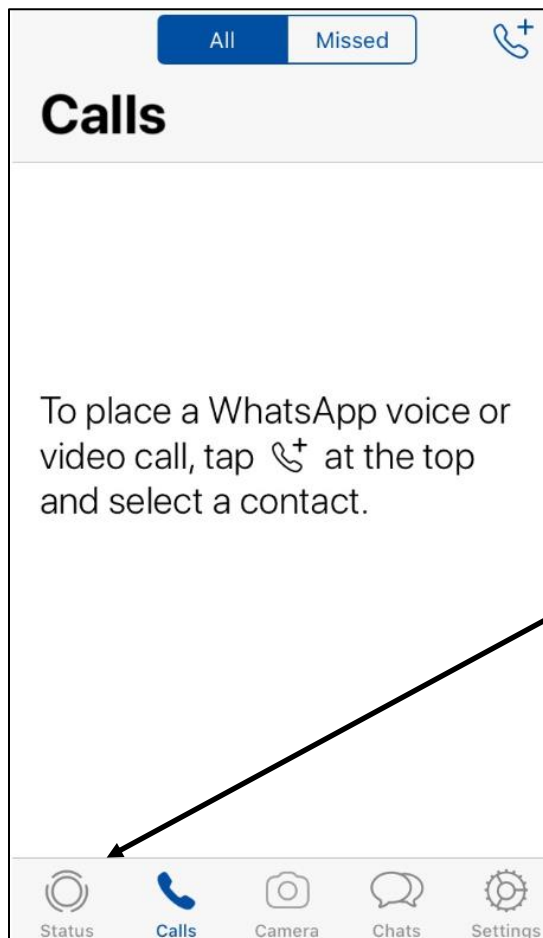 All Missed
Calls
To place a WhatsApp voice or
video call, tap at the top
and select a contact.
Status Calls Camera Chats Settings